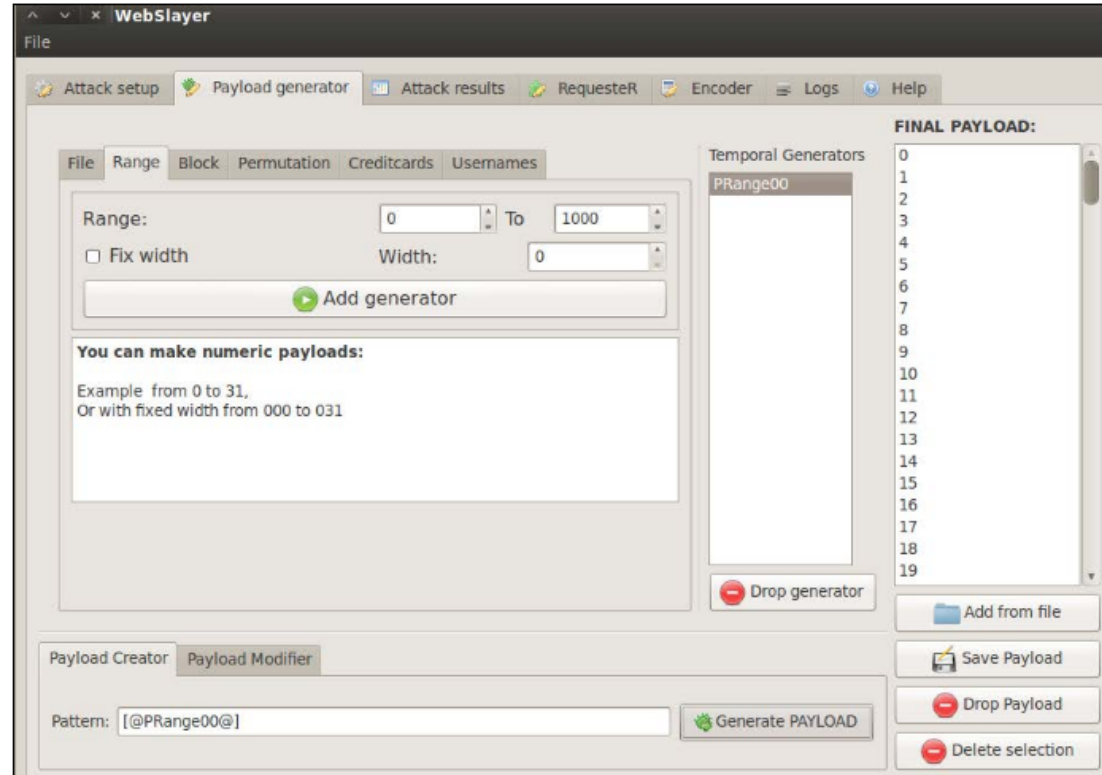 WebSlayer
File
Attack setup Payload generator Attack results RequesteR Encoder Logs Help
File Range Block Permutation Creditcards Usernames
Range: 0 To 1000
Fix width Width: 0
Add generator
You can make numeric payloads:
Example from 0 to 31,
Or with fixed width from 000 to 031
Temporal Generators
PRange00
Drop generator
FINAL PAYLOAD:
0
1
2
3
4
5
6
7
8
9
10
11
12
13
14
15
16
17
18
19
Add from file
Save Payload
Drop Payload
Delete selection
Payload Creator Payload Modifier
Pattern: [@PRange00@] Generate PAYLOAD